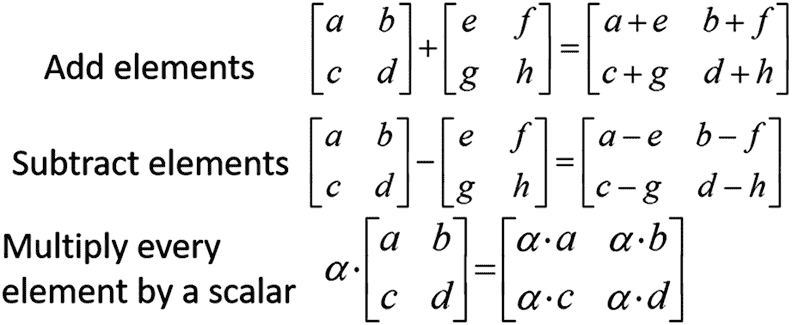 Add elements [a b; c d] + [e f; g h] = [a+e b+f; c+g d+h]
Subtract elements [a b; c d] − [e f; g h] = [a−e b−f; c−g d−h]
Multiply every
element by a scalar α·[a b; c d] = [α·a α·b; α·c α·d]